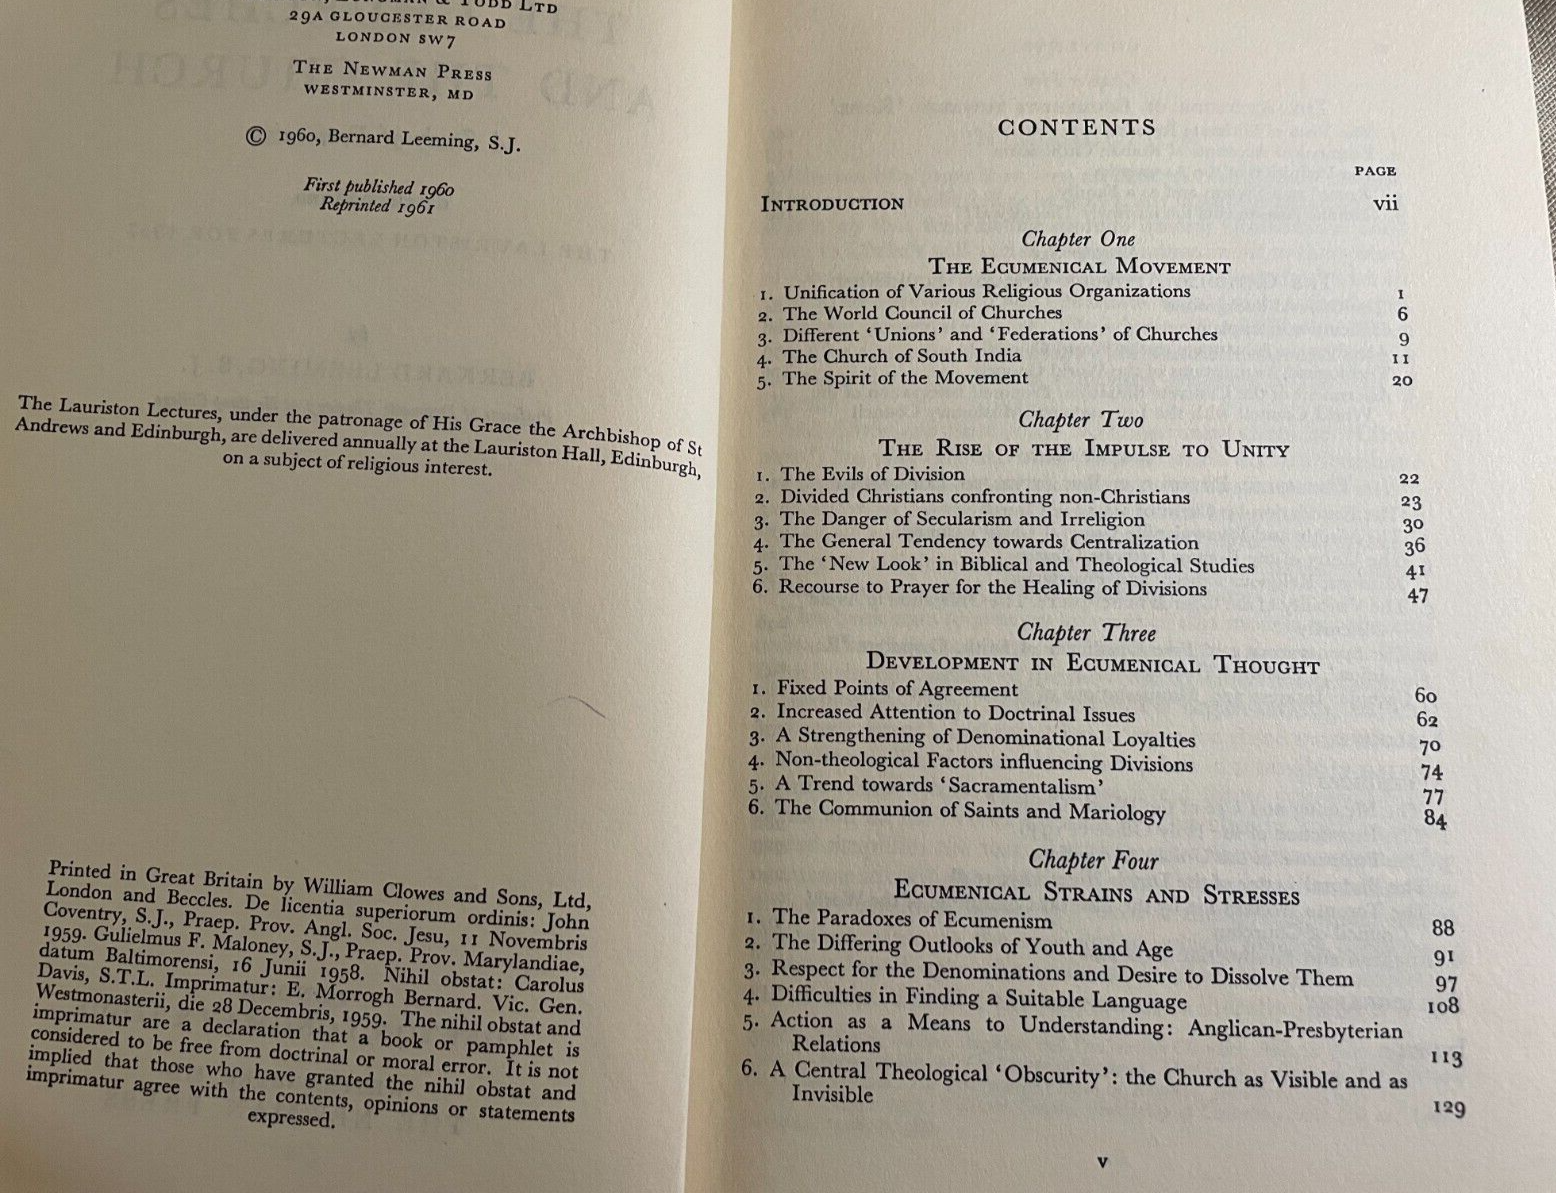 & TODD LTD
29A GLOUCESTER ROAD
LONDON SW7
THE NEWMAN PRESS
WESTMINSTER, MD
© 1960, Bernard Leeming, S.J.
First published 1960
Reprinted 1961
The Lauriston Lectures, under the patronage of His Grace the Archbishop of St
Andrews and Edinburgh, are delivered annually at the Lauriston Hall, Edinburgh,
on a subject of religious interest.
Printed in Great Britain by William Clowes and Sons, Ltd,
London and Beccles. De licentia superiorum ordinis: John
Coventry, S.J., Praep. Prov. Angl. Soc. Jesu, 11 Novembris
1959. Gulielmus F. Maloney, S.J., Praep. Prov. Marylandiae,
datum Baltimorensi, 16 Junii 1958. Nihil obstat: Carolus
Davis, S.T.L. Imprimatur: E. Morrogh Bernard. Vic. Gen.
Westmonasterii, die 28 Decembris, 1959. The nihil obstat and
imprimatur are a declaration that a book or pamphlet is
considered to be free from doctrinal or moral error. It is not
implied that those who have granted the nihil obstat and
imprimatur agree with the contents, opinions or statements
expressed.
CONTENTS
PAGE
INTRODUCTION vii
Chapter One
THE ECUMENICAL MOVEMENT
1. Unification of Various Religious Organizations 1
2. The World Council of Churches 6
3. Different ‘Unions’ and ‘Federations’ of Churches 9
4. The Church of South India 11
5. The Spirit of the Movement 20
Chapter Two
THE RISE OF THE IMPULSE TO UNITY
1. The Evils of Division 22
2. Divided Christians confronting non-Christians 23
3. The Danger of Secularism and Irreligion 30
4. The General Tendency towards Centralization 36
5. The ‘New Look’ in Biblical and Theological Studies 41
6. Recourse to Prayer for the Healing of Divisions 47
Chapter Three
DEVELOPMENT IN ECUMENICAL THOUGHT
1. Fixed Points of Agreement 60
2. Increased Attention to Doctrinal Issues 62
3. A Strengthening of Denominational Loyalties 70
4. Non-theological Factors influencing Divisions 74
5. A Trend towards ‘Sacramentalism’ 77
6. The Communion of Saints and Mariology 84
Chapter Four
ECUMENICAL STRAINS AND STRESSES
1. The Paradoxes of Ecumenism 88
2. The Differing Outlooks of Youth and Age 91
3. Respect for the Denominations and Desire to Dissolve Them 97
4. Difficulties in Finding a Suitable Language 108
5. Action as a Means to Understanding: Anglican-Presbyterian
Relations 113
6. A Central Theological ‘Obscurity’: the Church as Visible and as
Invisible 129
v